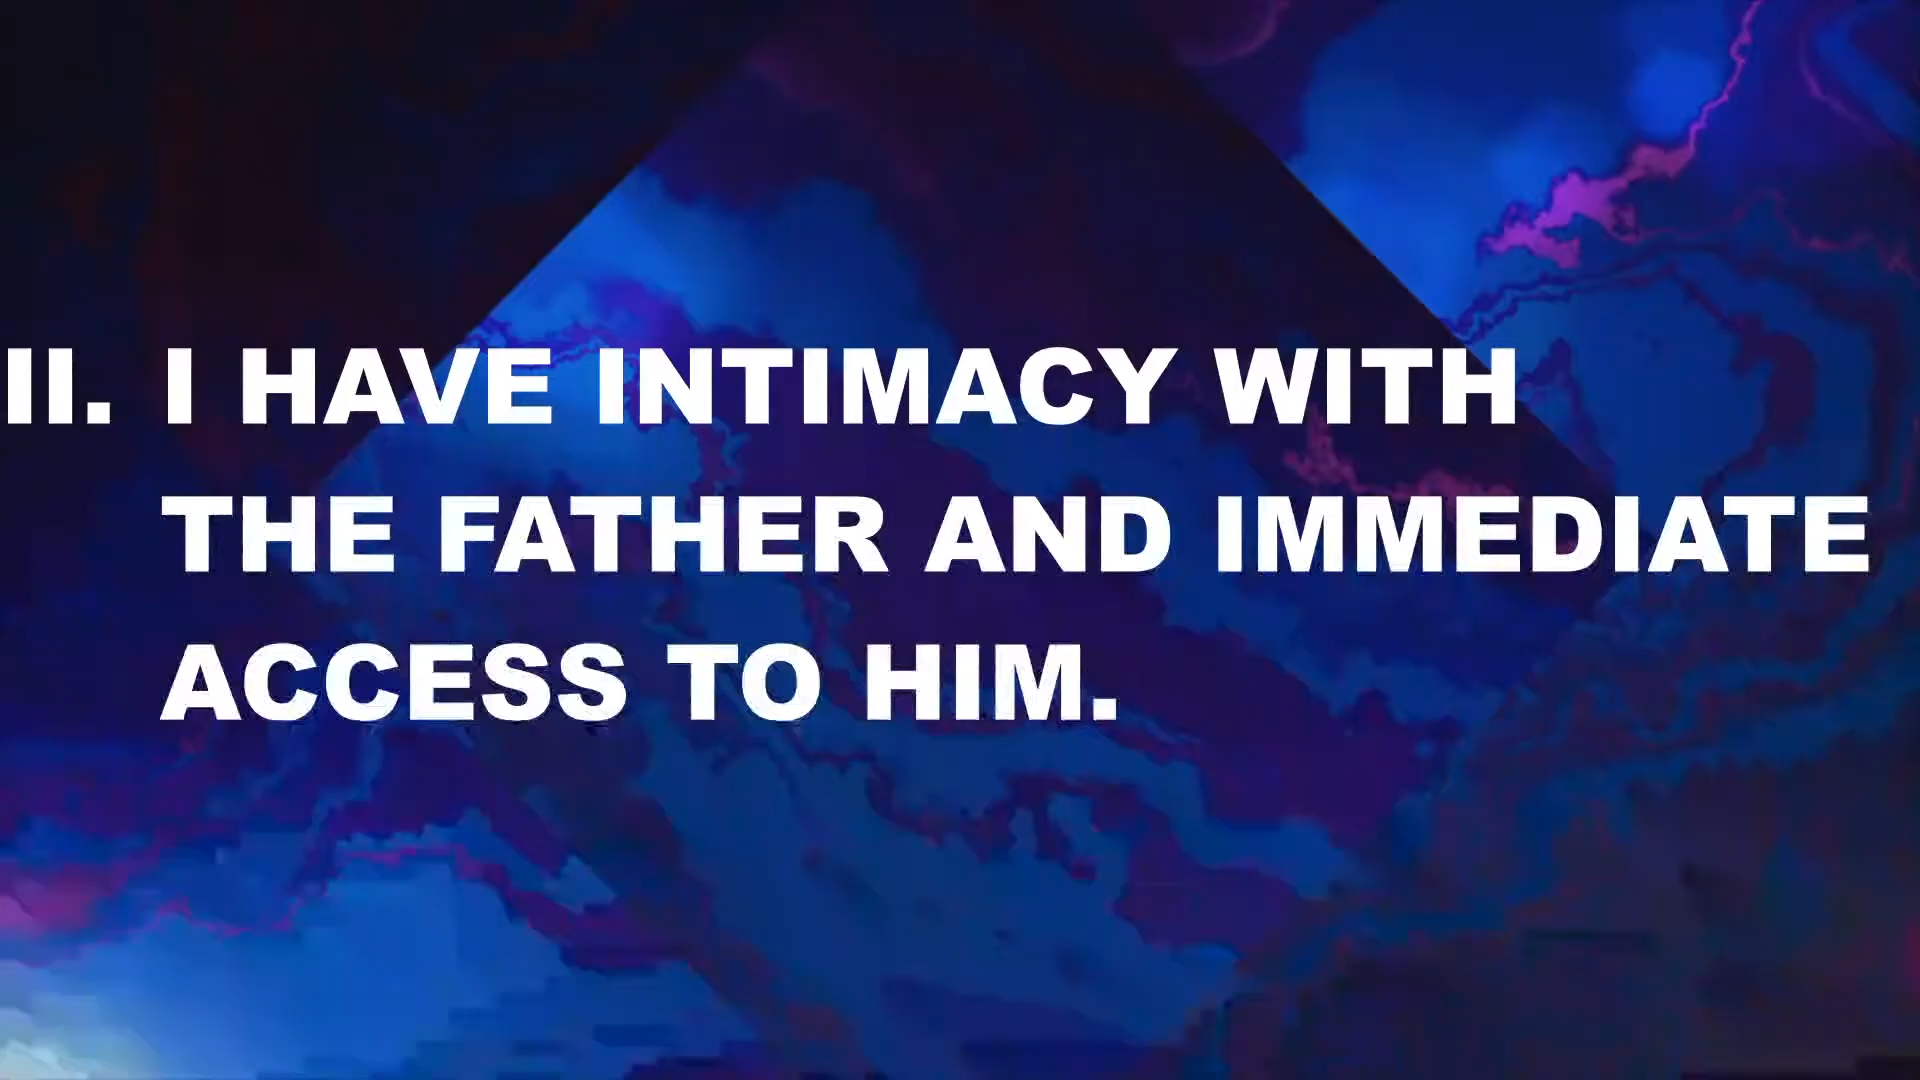 II. I HAVE INTIMACY WITH
THE FATHER AND IMMEDIATE
ACCESS TO HIM.